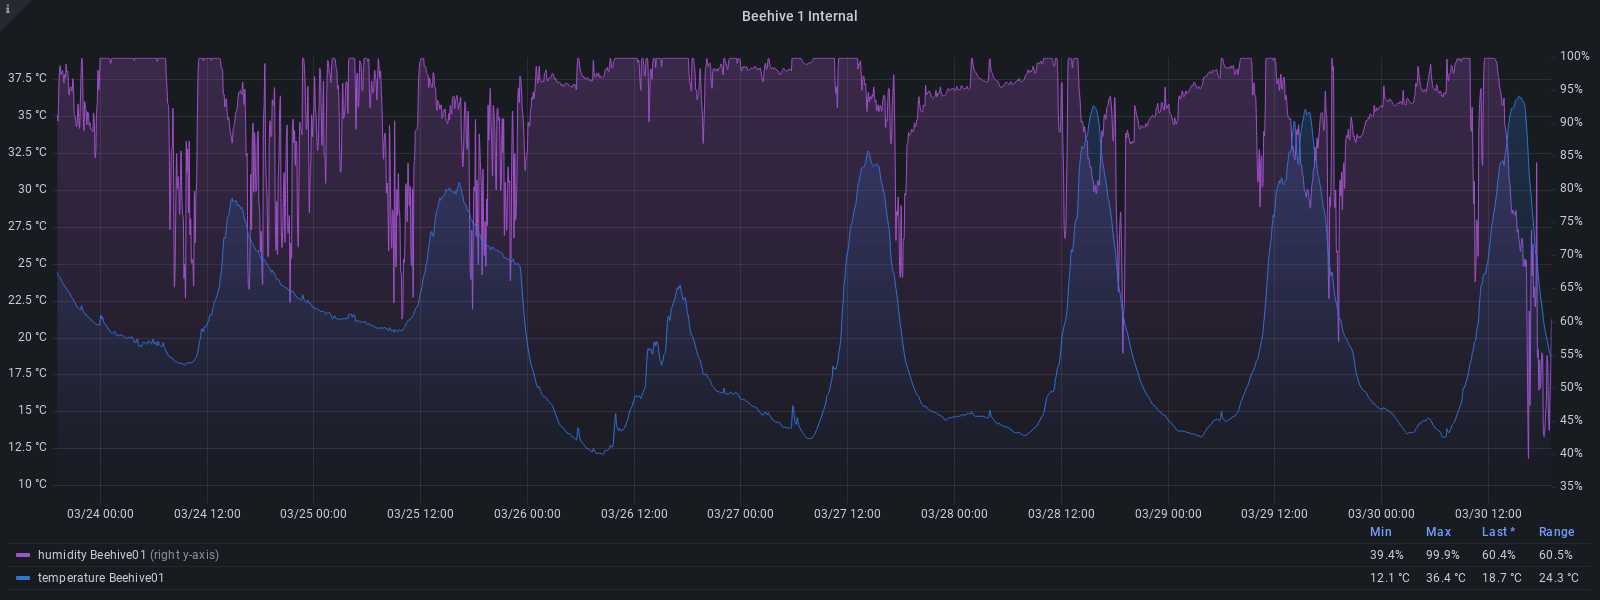 i
Beehive 1 Internal
37.5 °C
35 °C
32.5 °C
30 °C
27.5 °C
25 °C
22.5 °C
20 °C
17.5 °C
15 °C
12.5 °C
10 °C
100%
95%
90%
85%
80%
75%
70%
65%
60%
55%
50%
45%
40%
35%
03/24 00:00 03/24 12:00 03/25 00:00 03/25 12:00 03/26 00:00 03/26 12:00 03/27 00:00 03/27 12:00 03/28 00:00 03/28 12:00 03/29 00:00 03/29 12:00 03/30 00:00 03/30 12:00
Min Max Last * Range
humidity Beehive01 (right y-axis) 39.4% 99.9% 60.4% 60.5%
temperature Beehive01 12.1 °C 36.4 °C 18.7 °C 24.3 °C